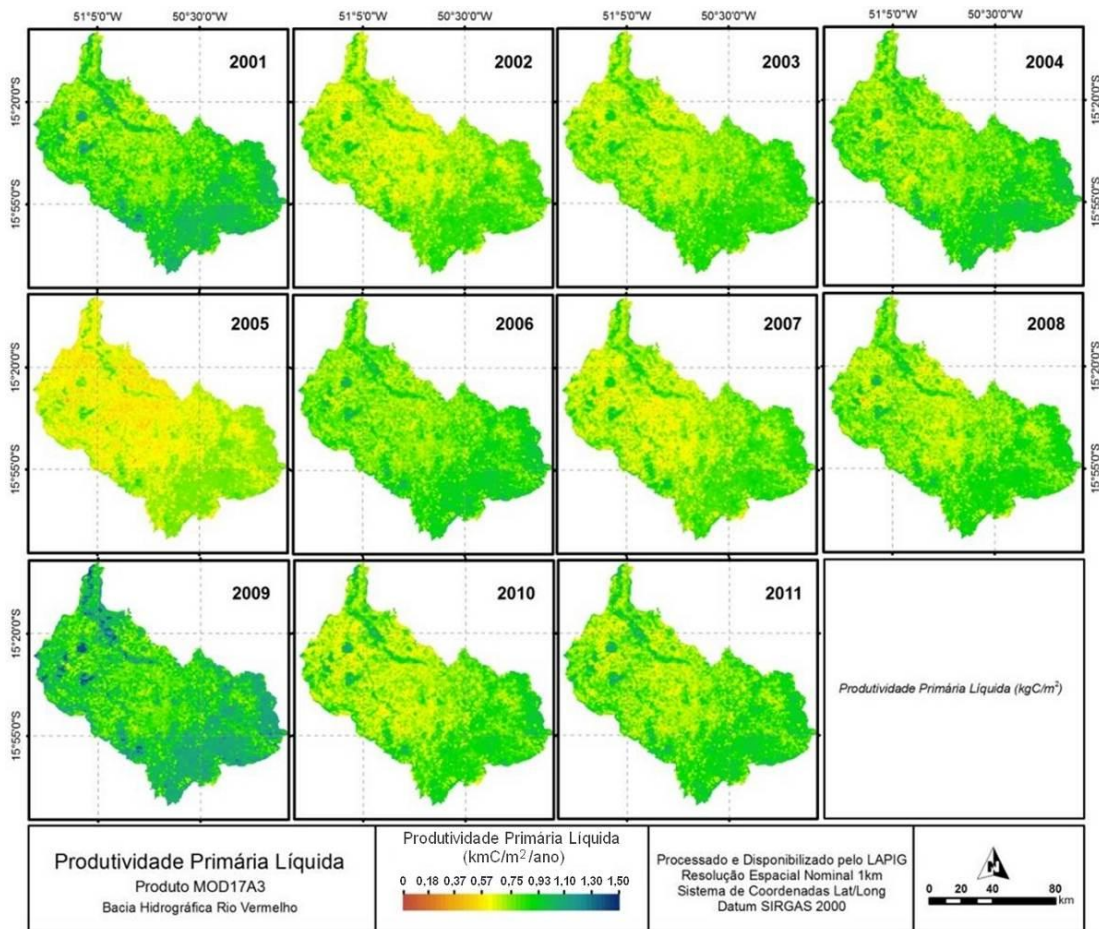 51°5'0"W 50°30'0"W 51°5'0"W 50°30'0"W 51°5'0"W 50°30'0"W 51°5'0"W 50°30'0"W
2001 2002 2003 2004
15°20'0"S 15°20'0"S
15°55'0"S 15°55'0"S
2005 2006 2007 2008
15°20'0"S 15°20'0"S
15°55'0"S 15°55'0"S
2009 2010 2011
15°20'0"S
15°55'0"S
Produtividade Primária Líquida (kgC/m²)
Produtividade Primária Líquida
Produto MOD17A3
Bacia Hidrográfica Rio Vermelho
Produtividade Primária Líquida
(kmC/m²/ano)
0 0,18 0,37 0,57 0,75 0,93 1,10 1,30 1,50
Processado e Disponibilizado pelo LAPIG
Resolução Espacial Nominal 1km
Sistema de Coordenadas Lat/Long
Datum SIRGAS 2000
0 20 40 80
km